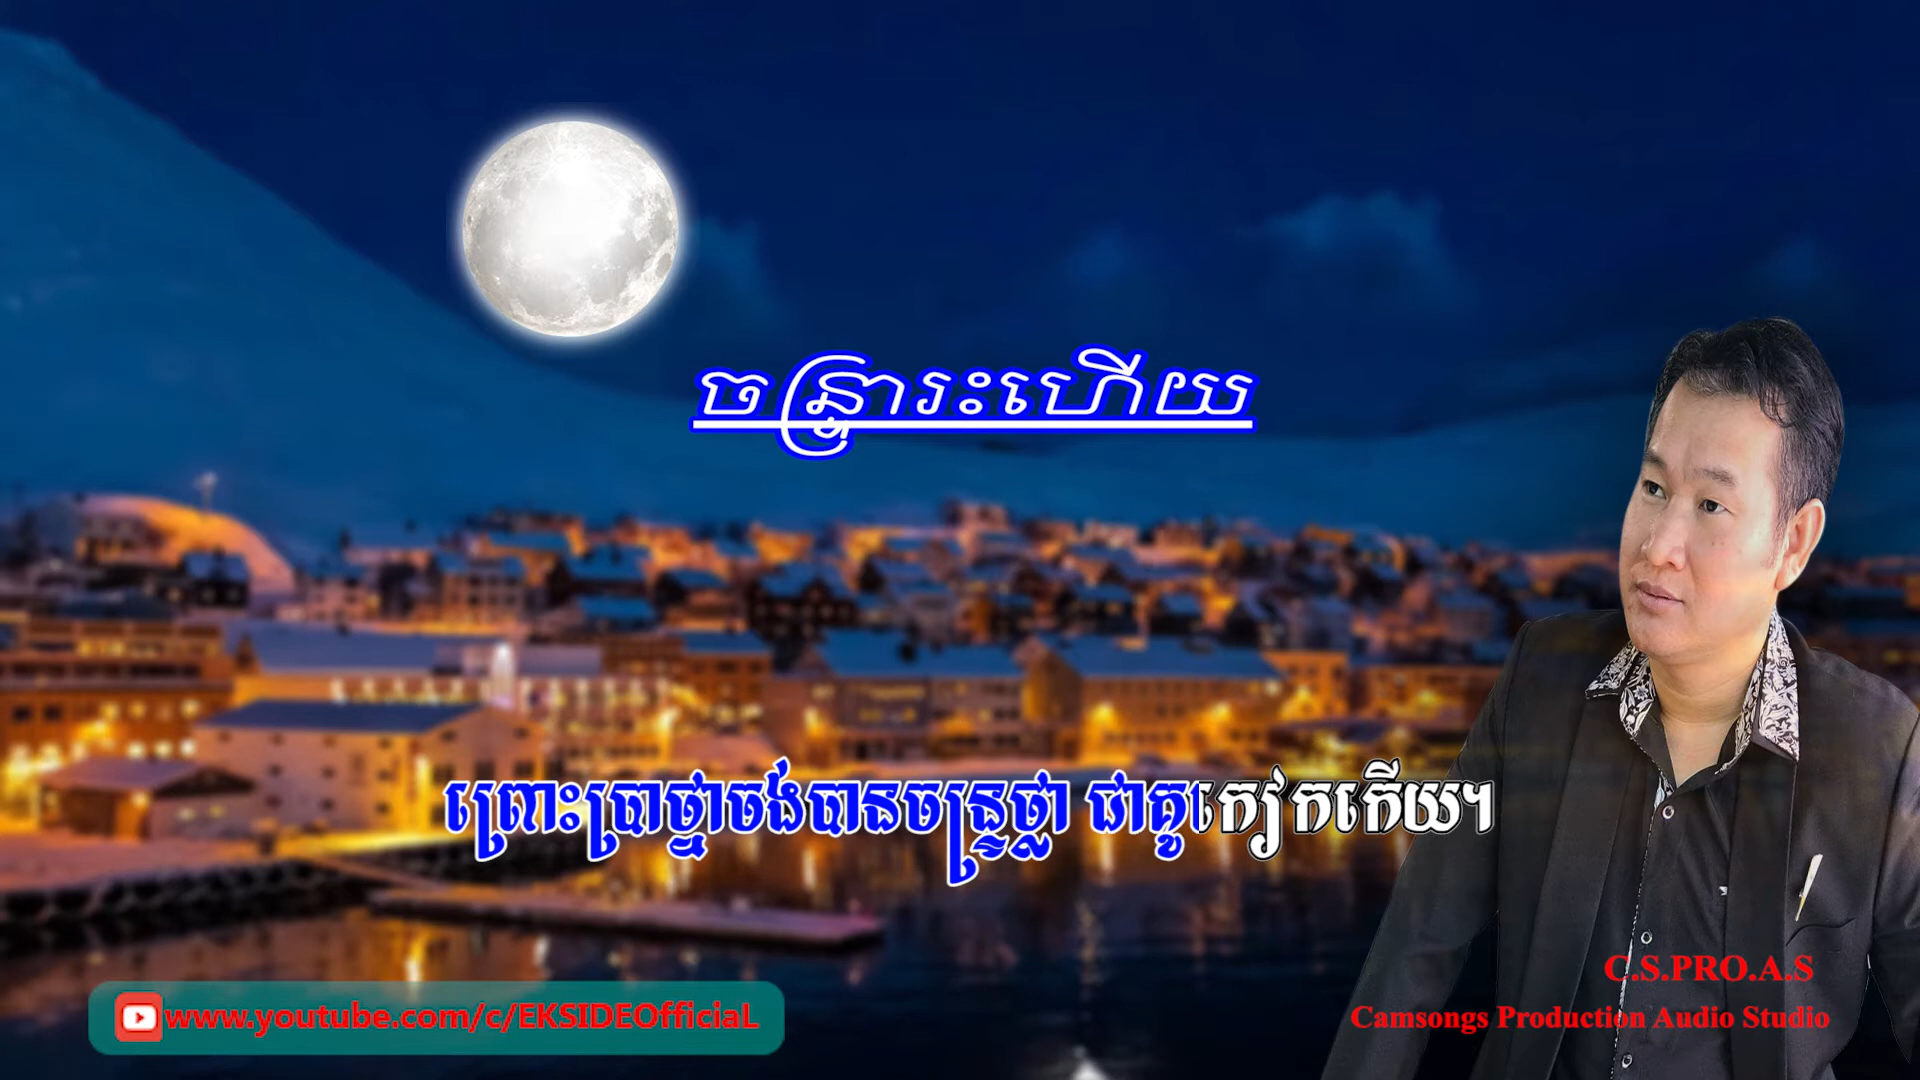 ចន្ទ្រារះហើយ
ព្រោះប្រាថ្នាចង់បានចន្ទ្រថ្លា ជាគូកៀកកើយ។
www.youtube.com/c/EKSIDEOfficiaL
C.S.PRO.A.S
Camsongs Production Audio Studio